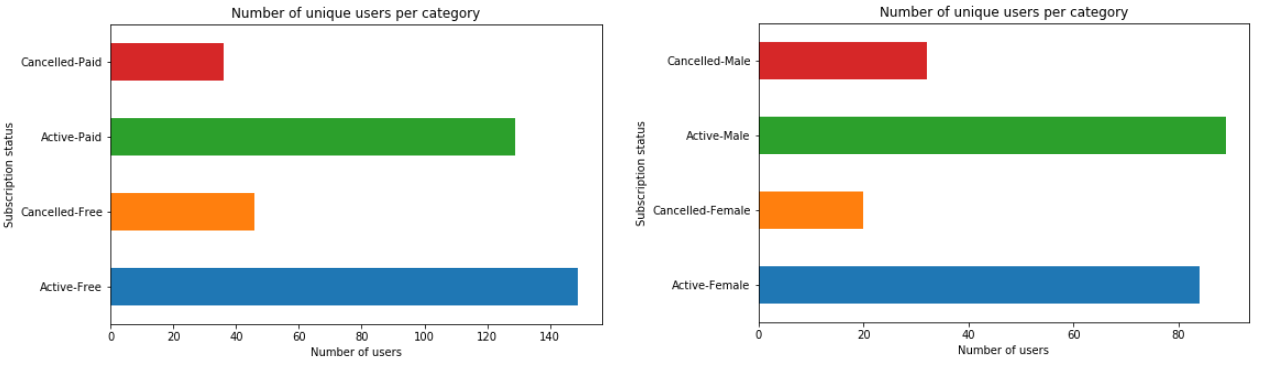 Number of unique users per category
Subscription status
Cancelled-Paid
Active-Paid
Cancelled-Free
Active-Free
0 20 40 60 80 100 120 140
Number of users
Number of unique users per category
Subscription status
Cancelled-Male
Active-Male
Cancelled-Female
Active-Female
0 20 40 60 80
Number of users